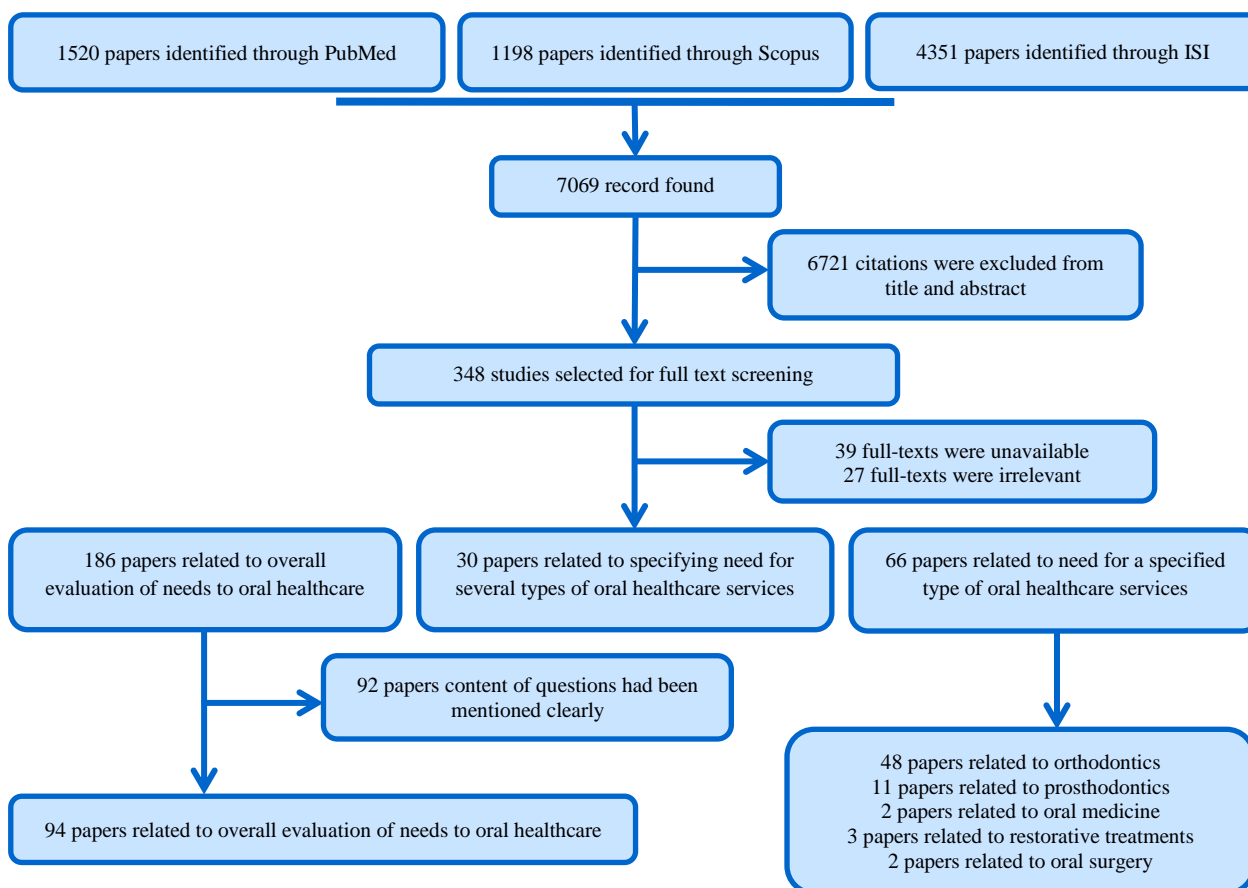 1520 papers identified through PubMed
1198 papers identified through Scopus
4351 papers identified through ISI
7069 record found
6721 citations were excluded from
title and abstract
348 studies selected for full text screening
39 full-texts were unavailable
27 full-texts were irrelevant
186 papers related to overall
evaluation of needs to oral healthcare
30 papers related to specifying need for
several types of oral healthcare services
66 papers related to need for a specified
type of oral healthcare services
92 papers content of questions had been
mentioned clearly
94 papers related to overall evaluation of needs to oral healthcare
48 papers related to orthodontics
11 papers related to prosthodontics
2 papers related to oral medicine
3 papers related to restorative treatments
2 papers related to oral surgery